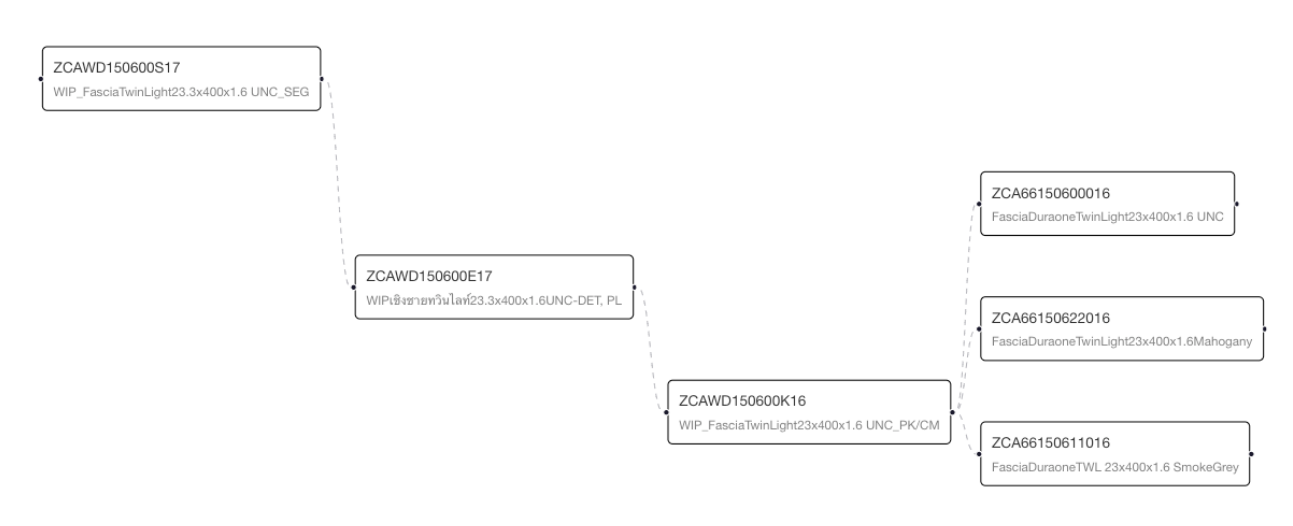 ZCAWD150600S17
WIP_FasciaTwinLight23.3x400x1.6 UNC_SEG
ZCAWD150600E17
WIPเชิงชายทวินไลท์23.3x400x1.6UNC-DET, PL
ZCAWD150600K16
WIP_FasciaTwinLight23x400x1.6 UNC_PK/CM
ZCA66150600016
FasciaDuraoneTwinLight23x400x1.6 UNC
ZCA66150622016
FasciaDuraoneTwinLight23x400x1.6Mahogany
ZCA66150611016
FasciaDuraoneTWL 23x400x1.6 SmokeGrey